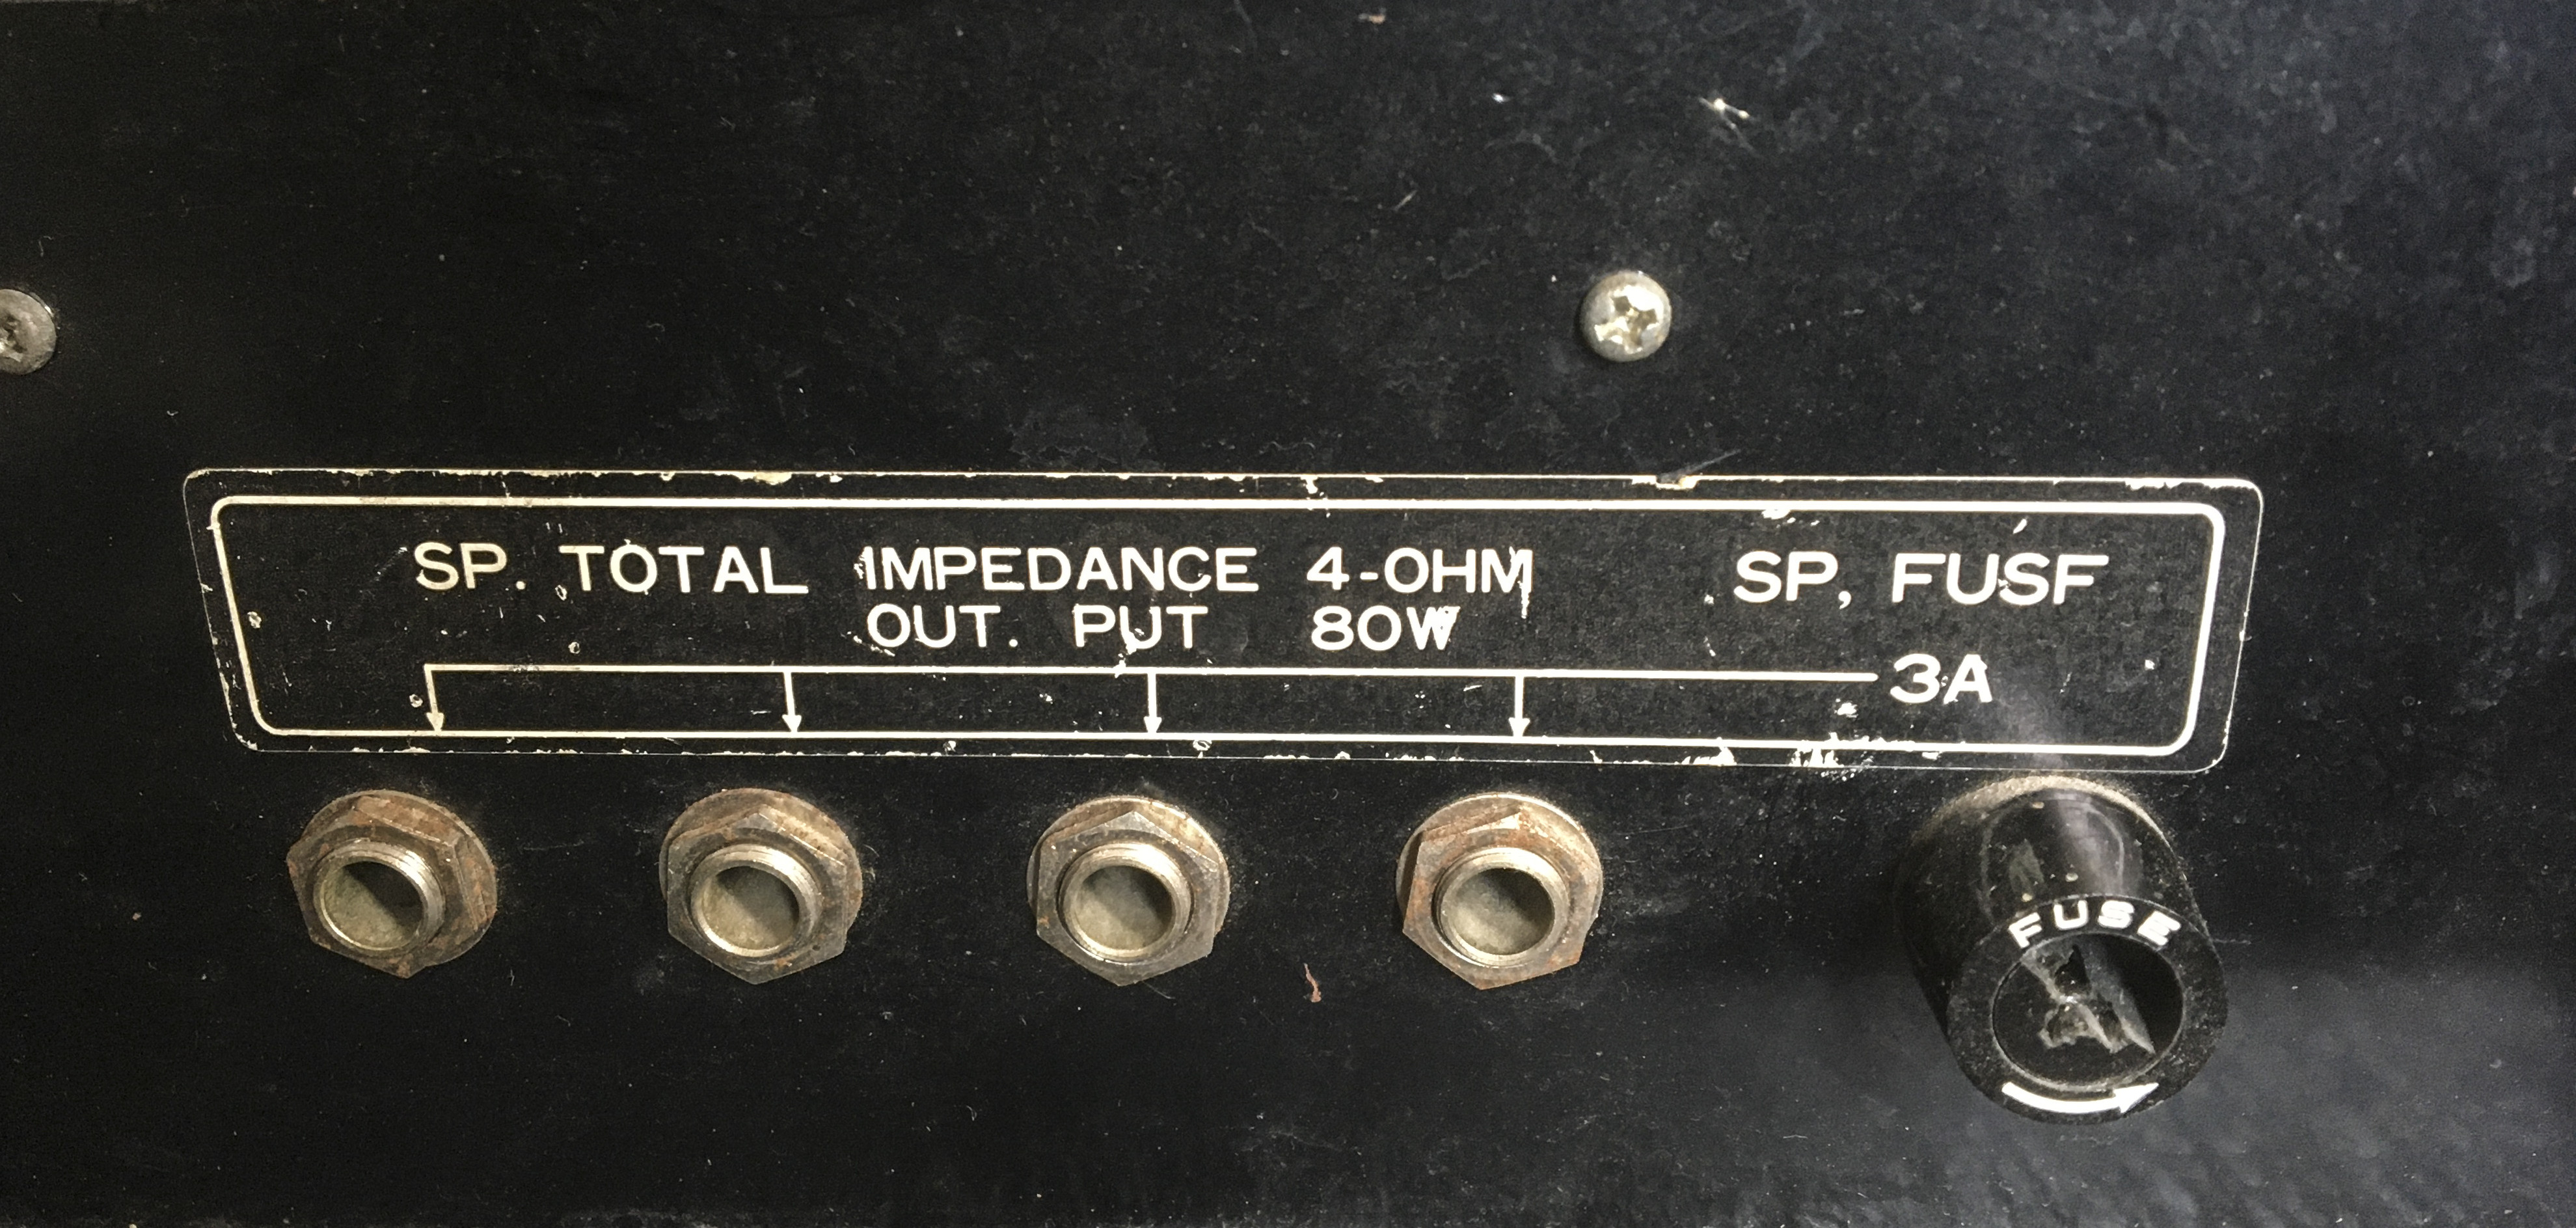 SP. TOTAL IMPEDANCE 4-OHM
OUT. PUT 80W
SP, FUSF
3A
FUSE